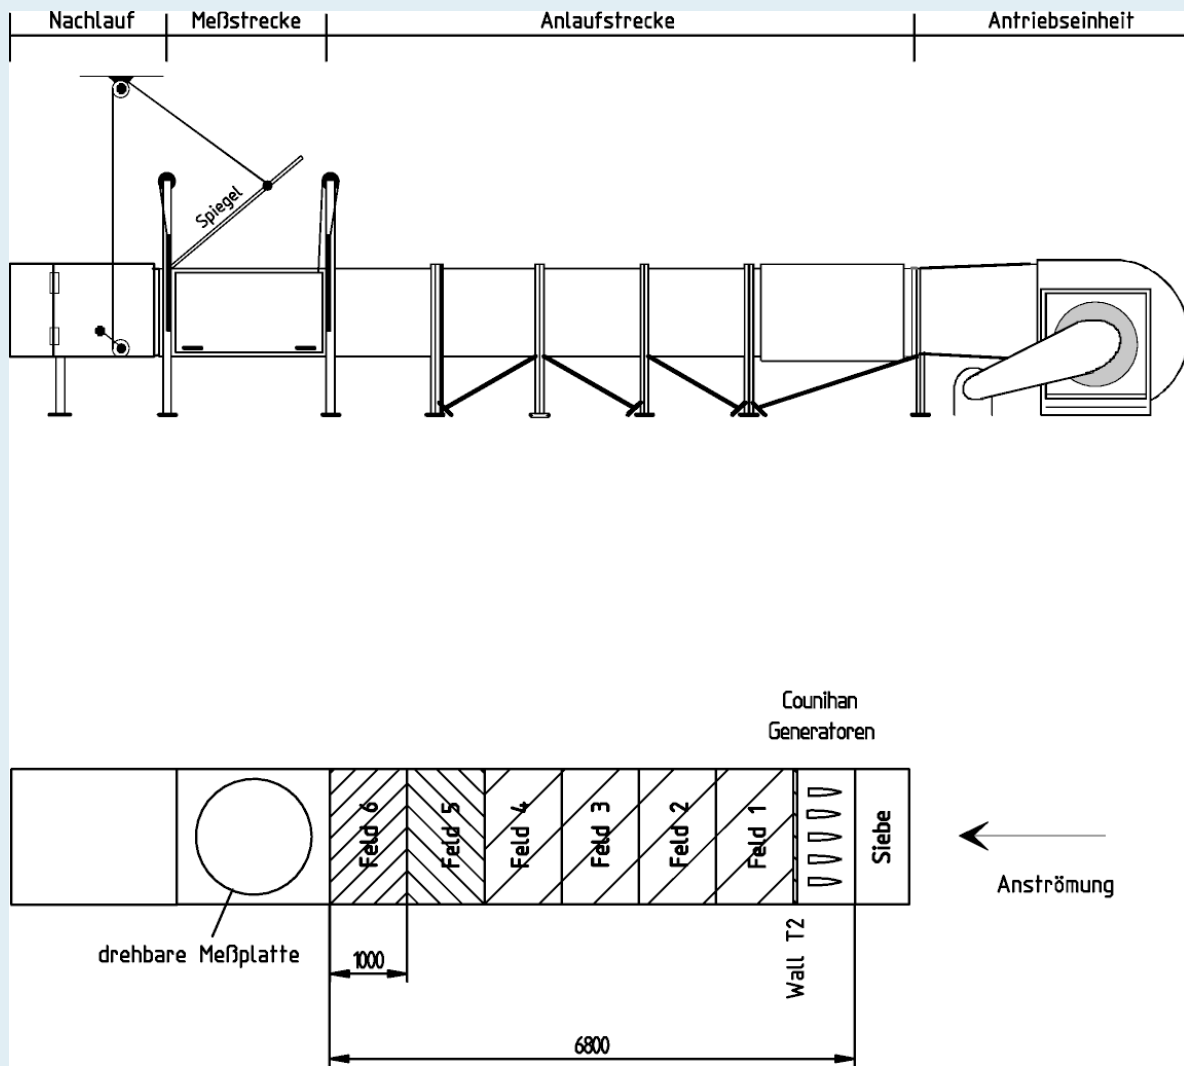 Nachlauf
Meßstrecke
Anlaufstrecke
Antriebseinheit
Spiegel
Counihan
Generatoren
Feld 6
Feld 5
Feld 4
Feld 3
Feld 2
Feld 1
Siebe
Anströmung
drehbare Meßplatte
Wall T2
1000
6800